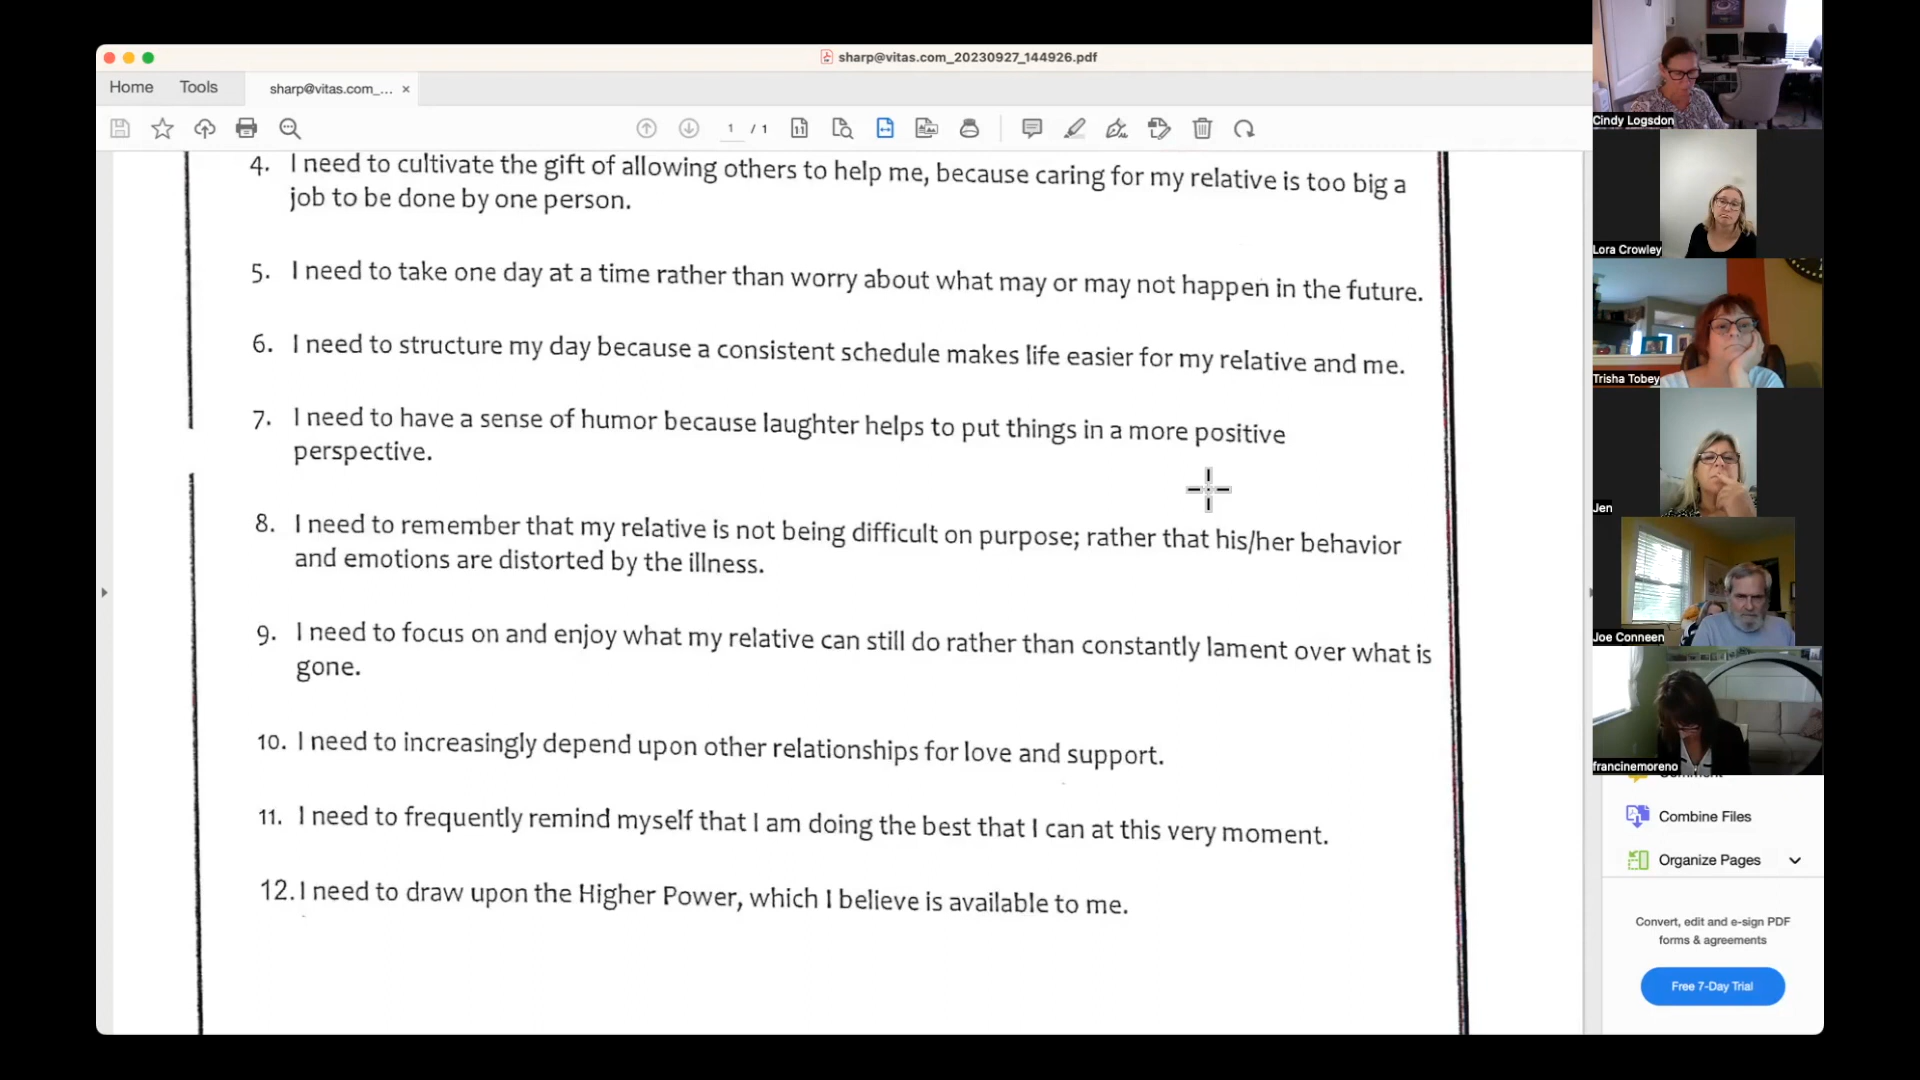 sharp@vitas.com_20230927_144926.pdf
Home Tools sharp@vitas.com_... ×
1 / 1
4. I need to cultivate the gift of allowing others to help me, because caring for my relative is too big a
job to be done by one person.
5. I need to take one day at a time rather than worry about what may or may not happen in the future.
6. I need to structure my day because a consistent schedule makes life easier for my relative and me.
7. I need to have a sense of humor because laughter helps to put things in a more positive
perspective.
8. I need to remember that my relative is not being difficult on purpose; rather that his/her behavior
and emotions are distorted by the illness.
9. I need to focus on and enjoy what my relative can still do rather than constantly lament over what is
gone.
10. I need to increasingly depend upon other relationships for love and support.
11. I need to frequently remind myself that I am doing the best that I can at this very moment.
12. I need to draw upon the Higher Power, which I believe is available to me.
Cindy Logsdon
Lora Crowley
Trisha Tobey
Jen
Joe Conneen
francinemoreno
Combine Files
Organize Pages
Convert, edit and e-sign PDF
forms & agreements
Free 7-Day Trial